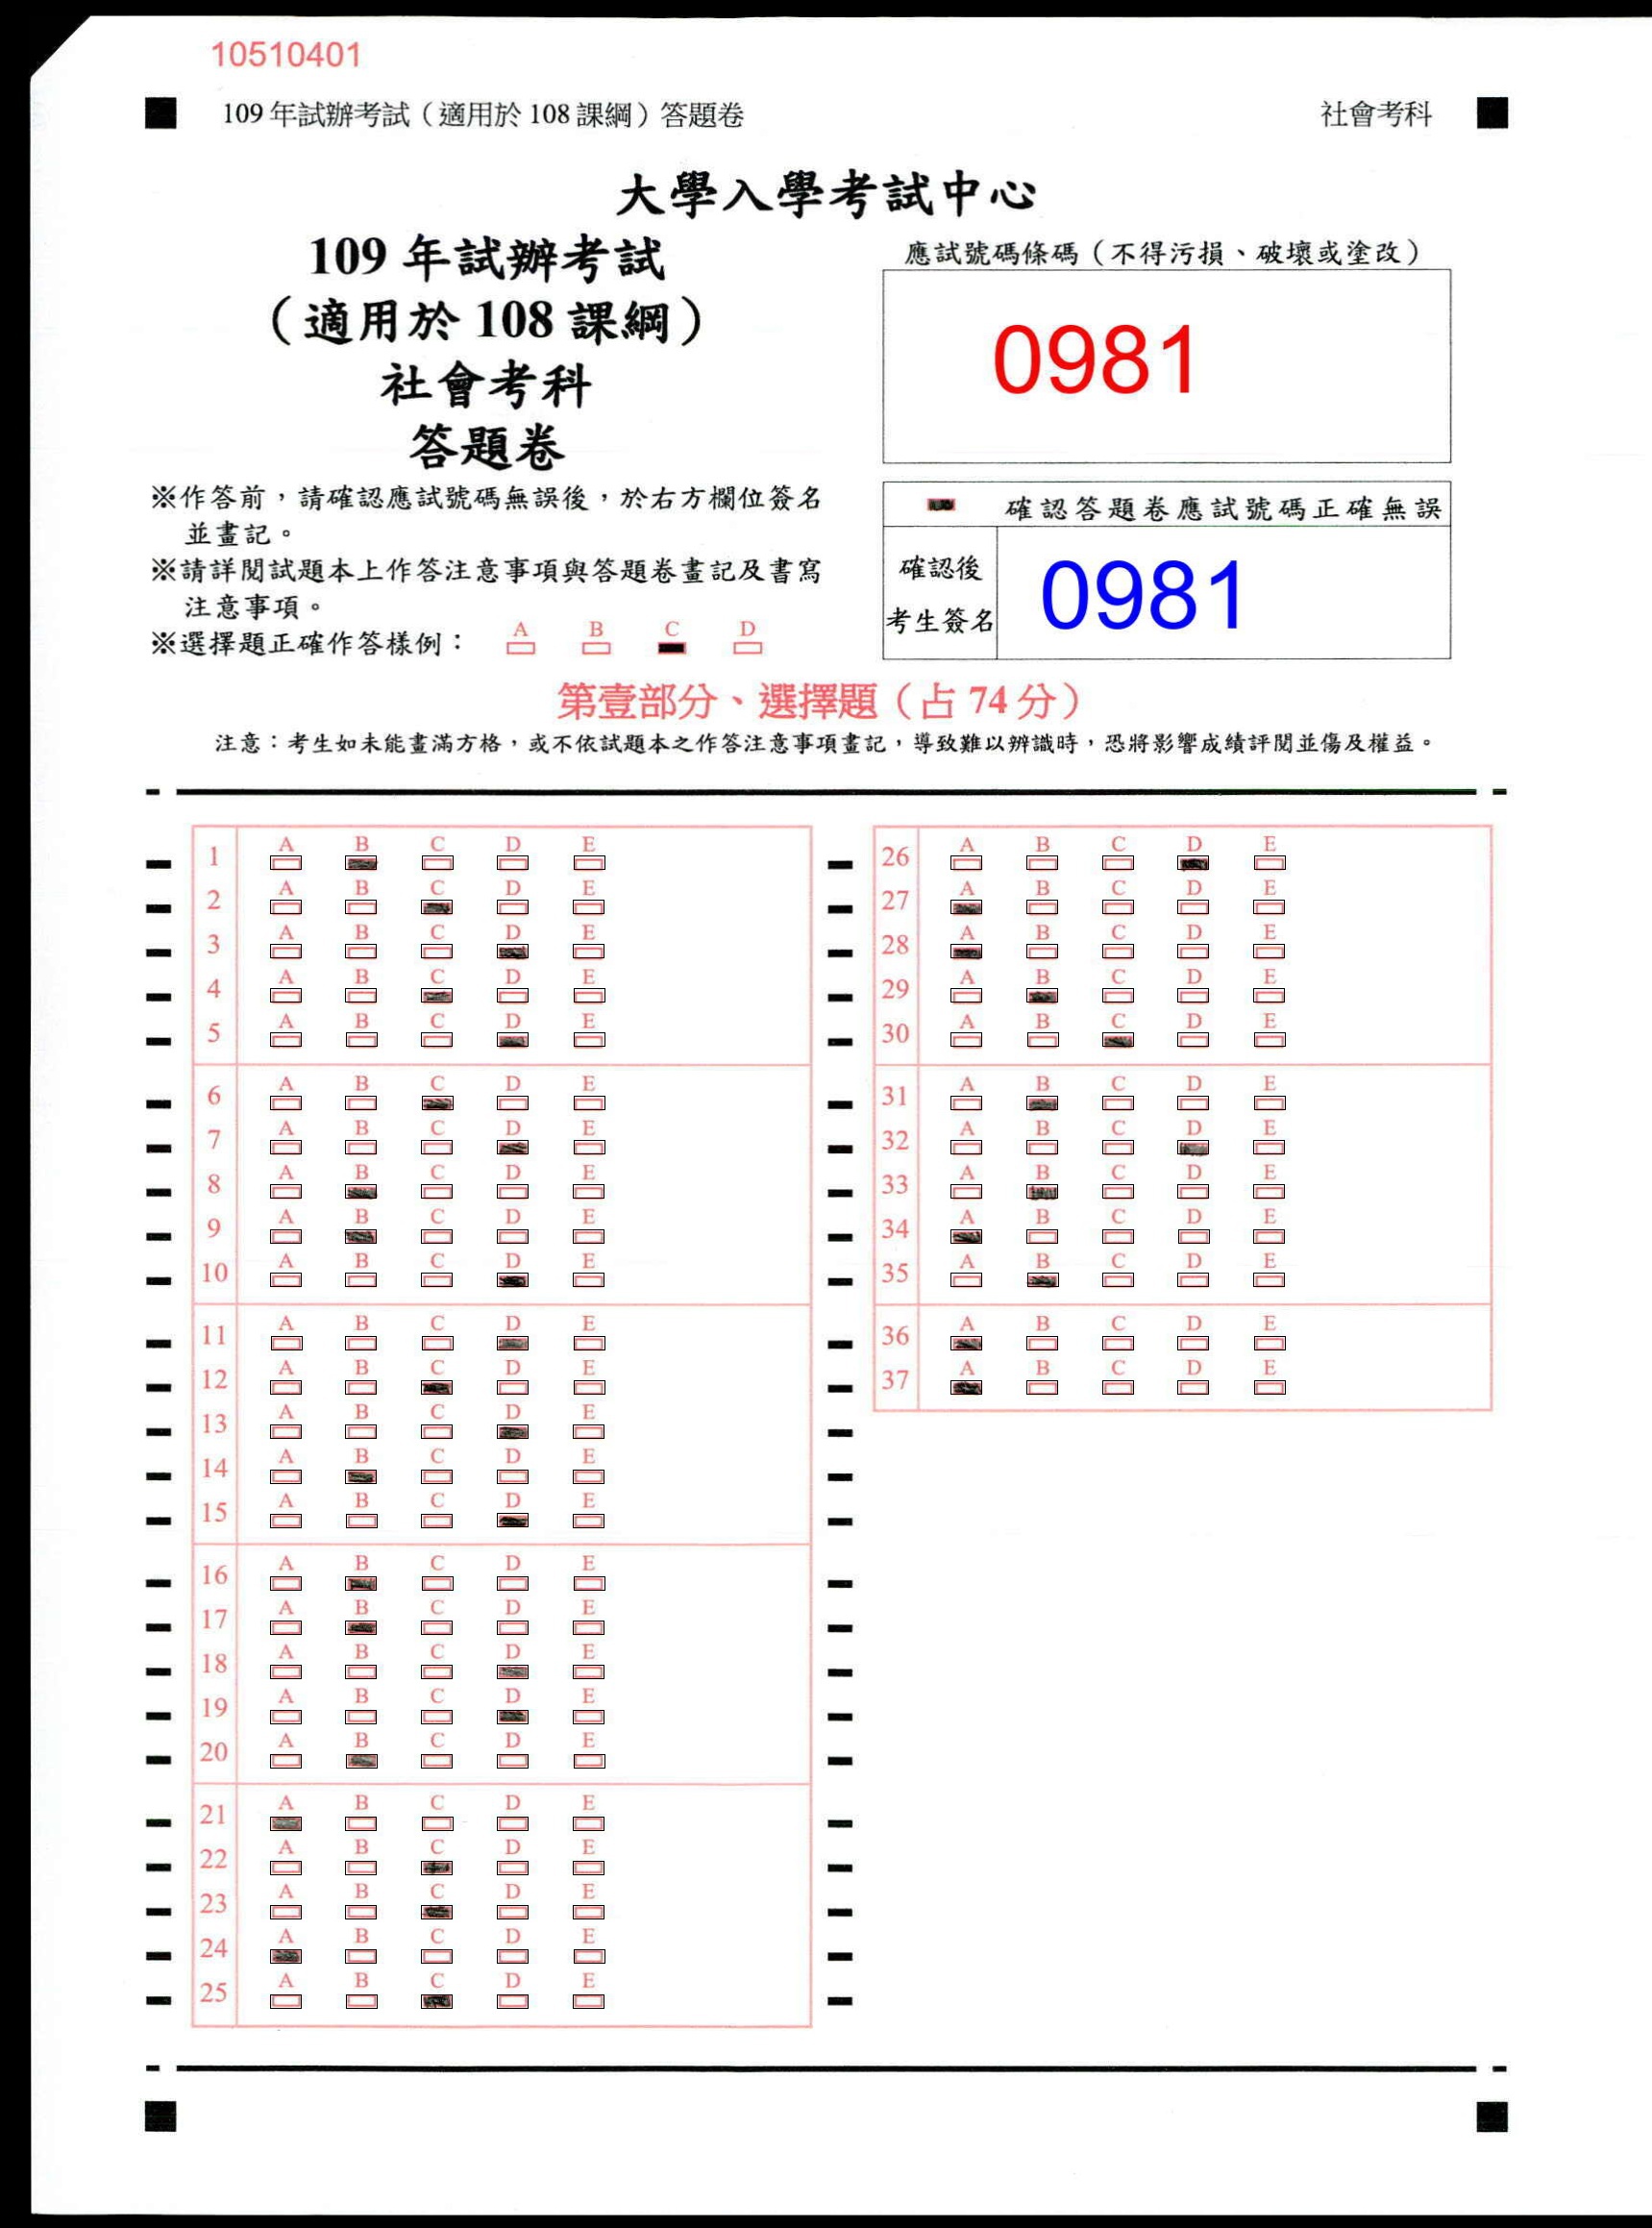 10510401
109 年試辦考試（適用於 108 課綱）答題卷 社會考科
大學入學考試中心
109 年試辦考試
（適用於 108 課綱）
社會考科
答題卷
應試號碼條碼（不得污損、破壞或塗改）
0981
確認答題卷應試號碼正確無誤
確認後
考生簽名
0981
※作答前，請確認應試號碼無誤後，於右方欄位簽名
並畫記。
※請詳閱試題本上作答注意事項與答題卷畫記及書寫
注意事項。
※選擇題正確作答樣例： A B C D
第壹部分、選擇題（占 74 分）
注意：考生如未能畫滿方格，或不依試題本之作答注意事項畫記，導致難以辨識時，恐將影響成績評閱並傷及權益。
1 A B C D E
2 A B C D E
3 A B C D E
4 A B C D E
5 A B C D E
6 A B C D E
7 A B C D E
8 A B C D E
9 A B C D E
10 A B C D E
11 A B C D E
12 A B C D E
13 A B C D E
14 A B C D E
15 A B C D E
16 A B C D E
17 A B C D E
18 A B C D E
19 A B C D E
20 A B C D E
21 A B C D E
22 A B C D E
23 A B C D E
24 A B C D E
25 A B C D E
26 A B C D E
27 A B C D E
28 A B C D E
29 A B C D E
30 A B C D E
31 A B C D E
32 A B C D E
33 A B C D E
34 A B C D E
35 A B C D E
36 A B C D E
37 A B C D E